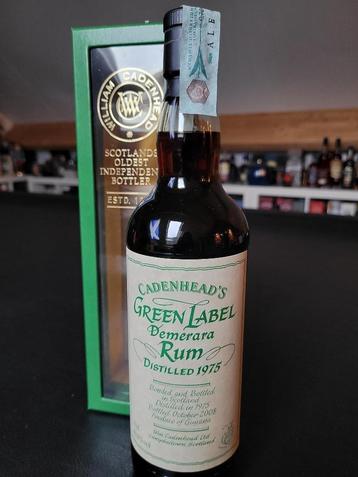 WILLIAM CADENHEAD
SCOTLANDS
OLDEST
INDEPENDENT
BOTTLER
ESTD.
CADENHEAD'S
GREEN LABEL
Demerara
Rum
DISTILLED 1975
Bonded and Bottled
in Scotland
Distilled in 1975
Bottled October 2008
Produce of Guyana
Wm Cadenhead Ltd
Campbeltown, Scotland